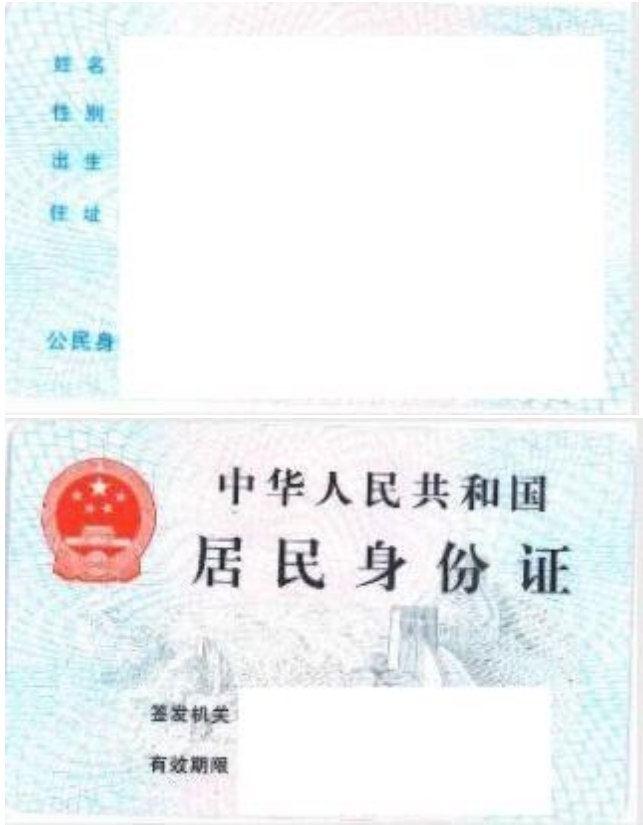 姓名
性别
出生
住址
公民身
中华人民共和国
居民身份证
签发机关
有效期限